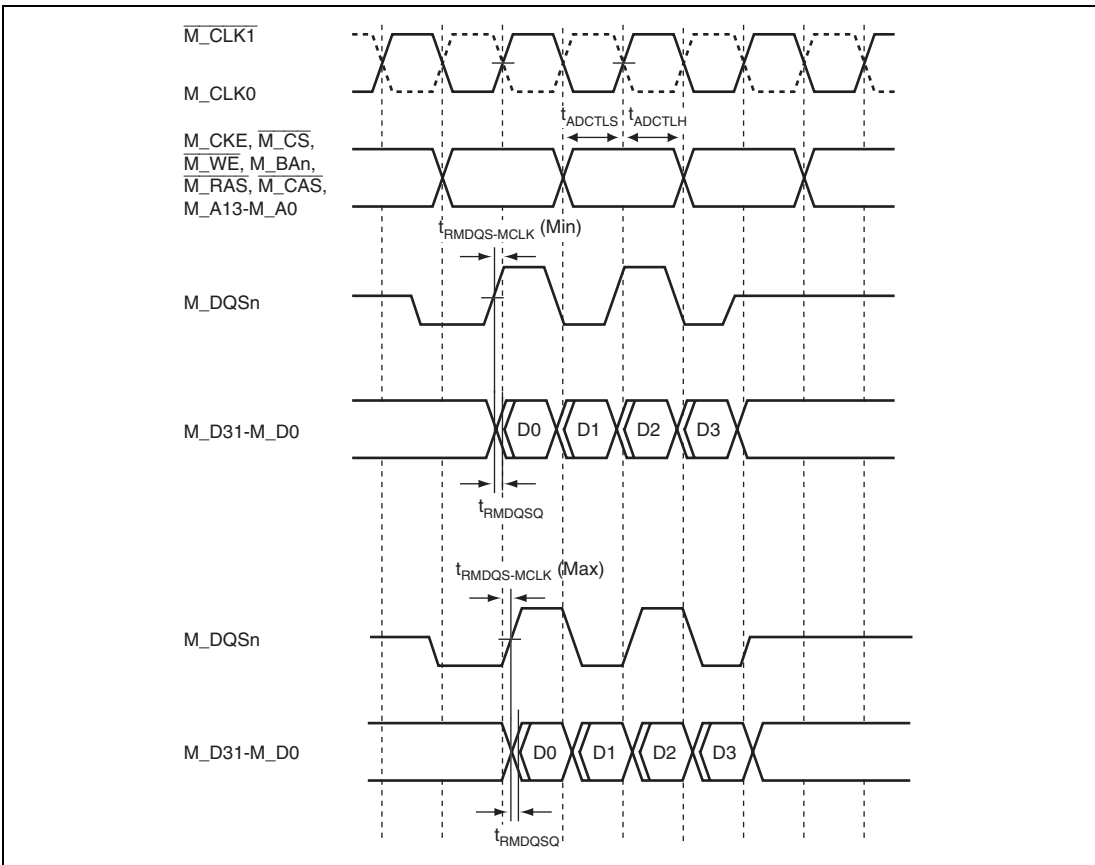 M_CLK1
M_CLK0
tADCTLS tADCTLH
M_CKE, M_CS,
M_WE, M_BAn,
M_RAS, M_CAS,
M_A13-M_A0
tRMDQS-MCLK (Min)
M_DQSn
M_D31-M_D0
D0 D1 D2 D3
tRMDQSQ
tRMDQS-MCLK (Max)
M_DQSn
M_D31-M_D0
D0 D1 D2 D3
tRMDQSQ